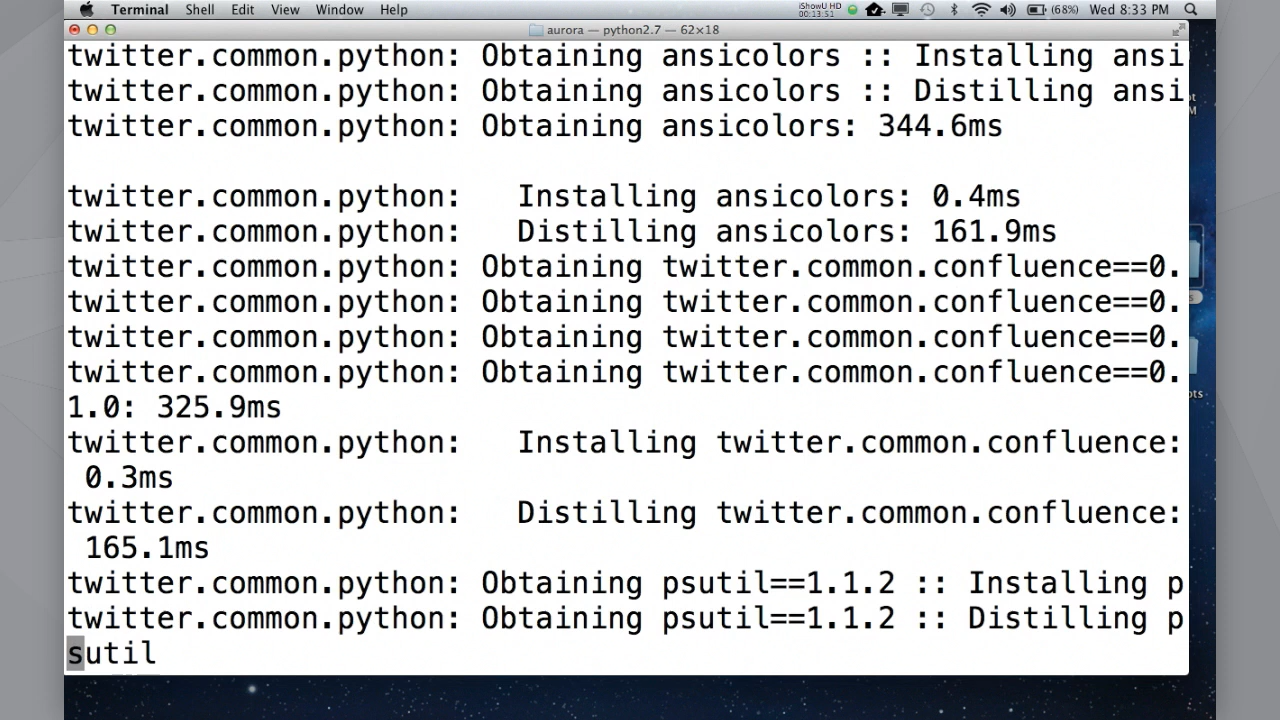 Terminal Shell Edit View Window Help iShowU HD 00:13:51 (68%) Wed 8:33 PM
aurora — python2.7 — 62×18
twitter.common.python: Obtaining ansicolors :: Installing ansi
twitter.common.python: Obtaining ansicolors :: Distilling ansi
twitter.common.python: Obtaining ansicolors: 344.6ms
twitter.common.python:   Installing ansicolors: 0.4ms
twitter.common.python:   Distilling ansicolors: 161.9ms
twitter.common.python: Obtaining twitter.common.confluence==0.
twitter.common.python: Obtaining twitter.common.confluence==0.
twitter.common.python: Obtaining twitter.common.confluence==0.
twitter.common.python: Obtaining twitter.common.confluence==0.
1.0: 325.9ms
twitter.common.python:   Installing twitter.common.confluence:
 0.3ms
twitter.common.python:   Distilling twitter.common.confluence:
 165.1ms
twitter.common.python: Obtaining psutil==1.1.2 :: Installing p
twitter.common.python: Obtaining psutil==1.1.2 :: Distilling p
sutil